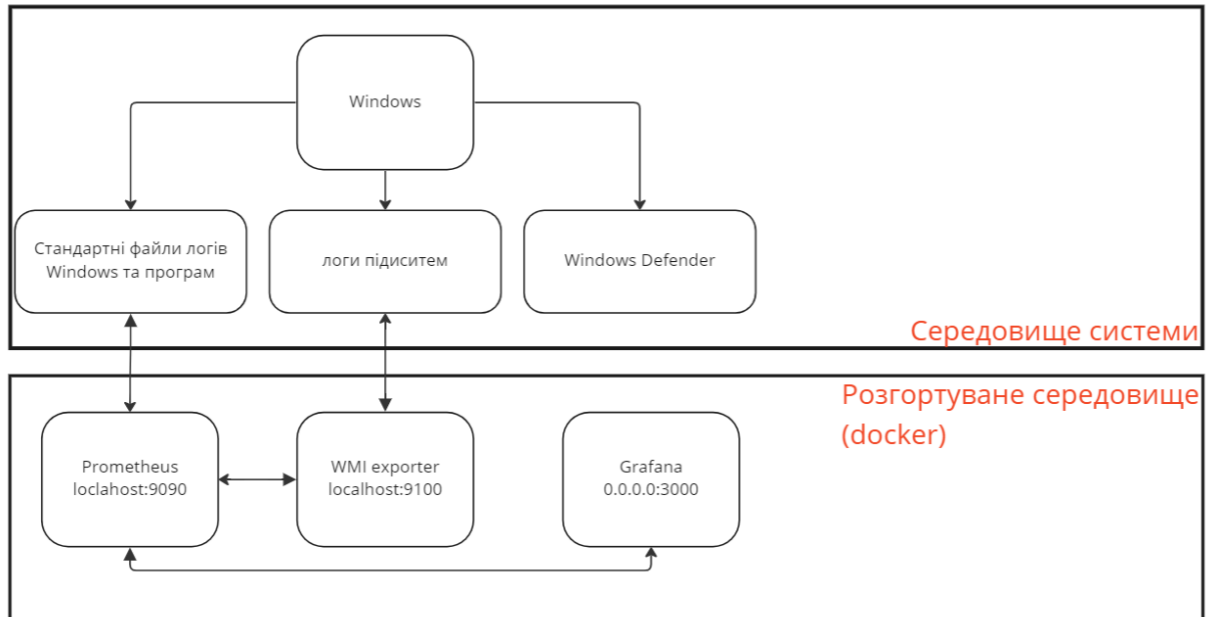 Windows
Стандартні файли логів
Windows та програм
логи підиситем
Windows Defender
Середовище системи
Розгортуване середовище
(docker)
Prometheus
loclahost:9090
WMI exporter
localhost:9100
Grafana
0.0.0.0:3000